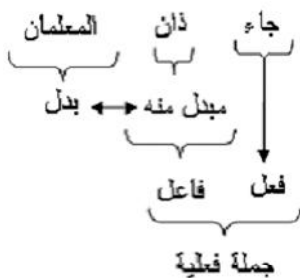 جاء ذان المعلمان
مبدل منه بدل
فعل فاعل
جملة فعلية